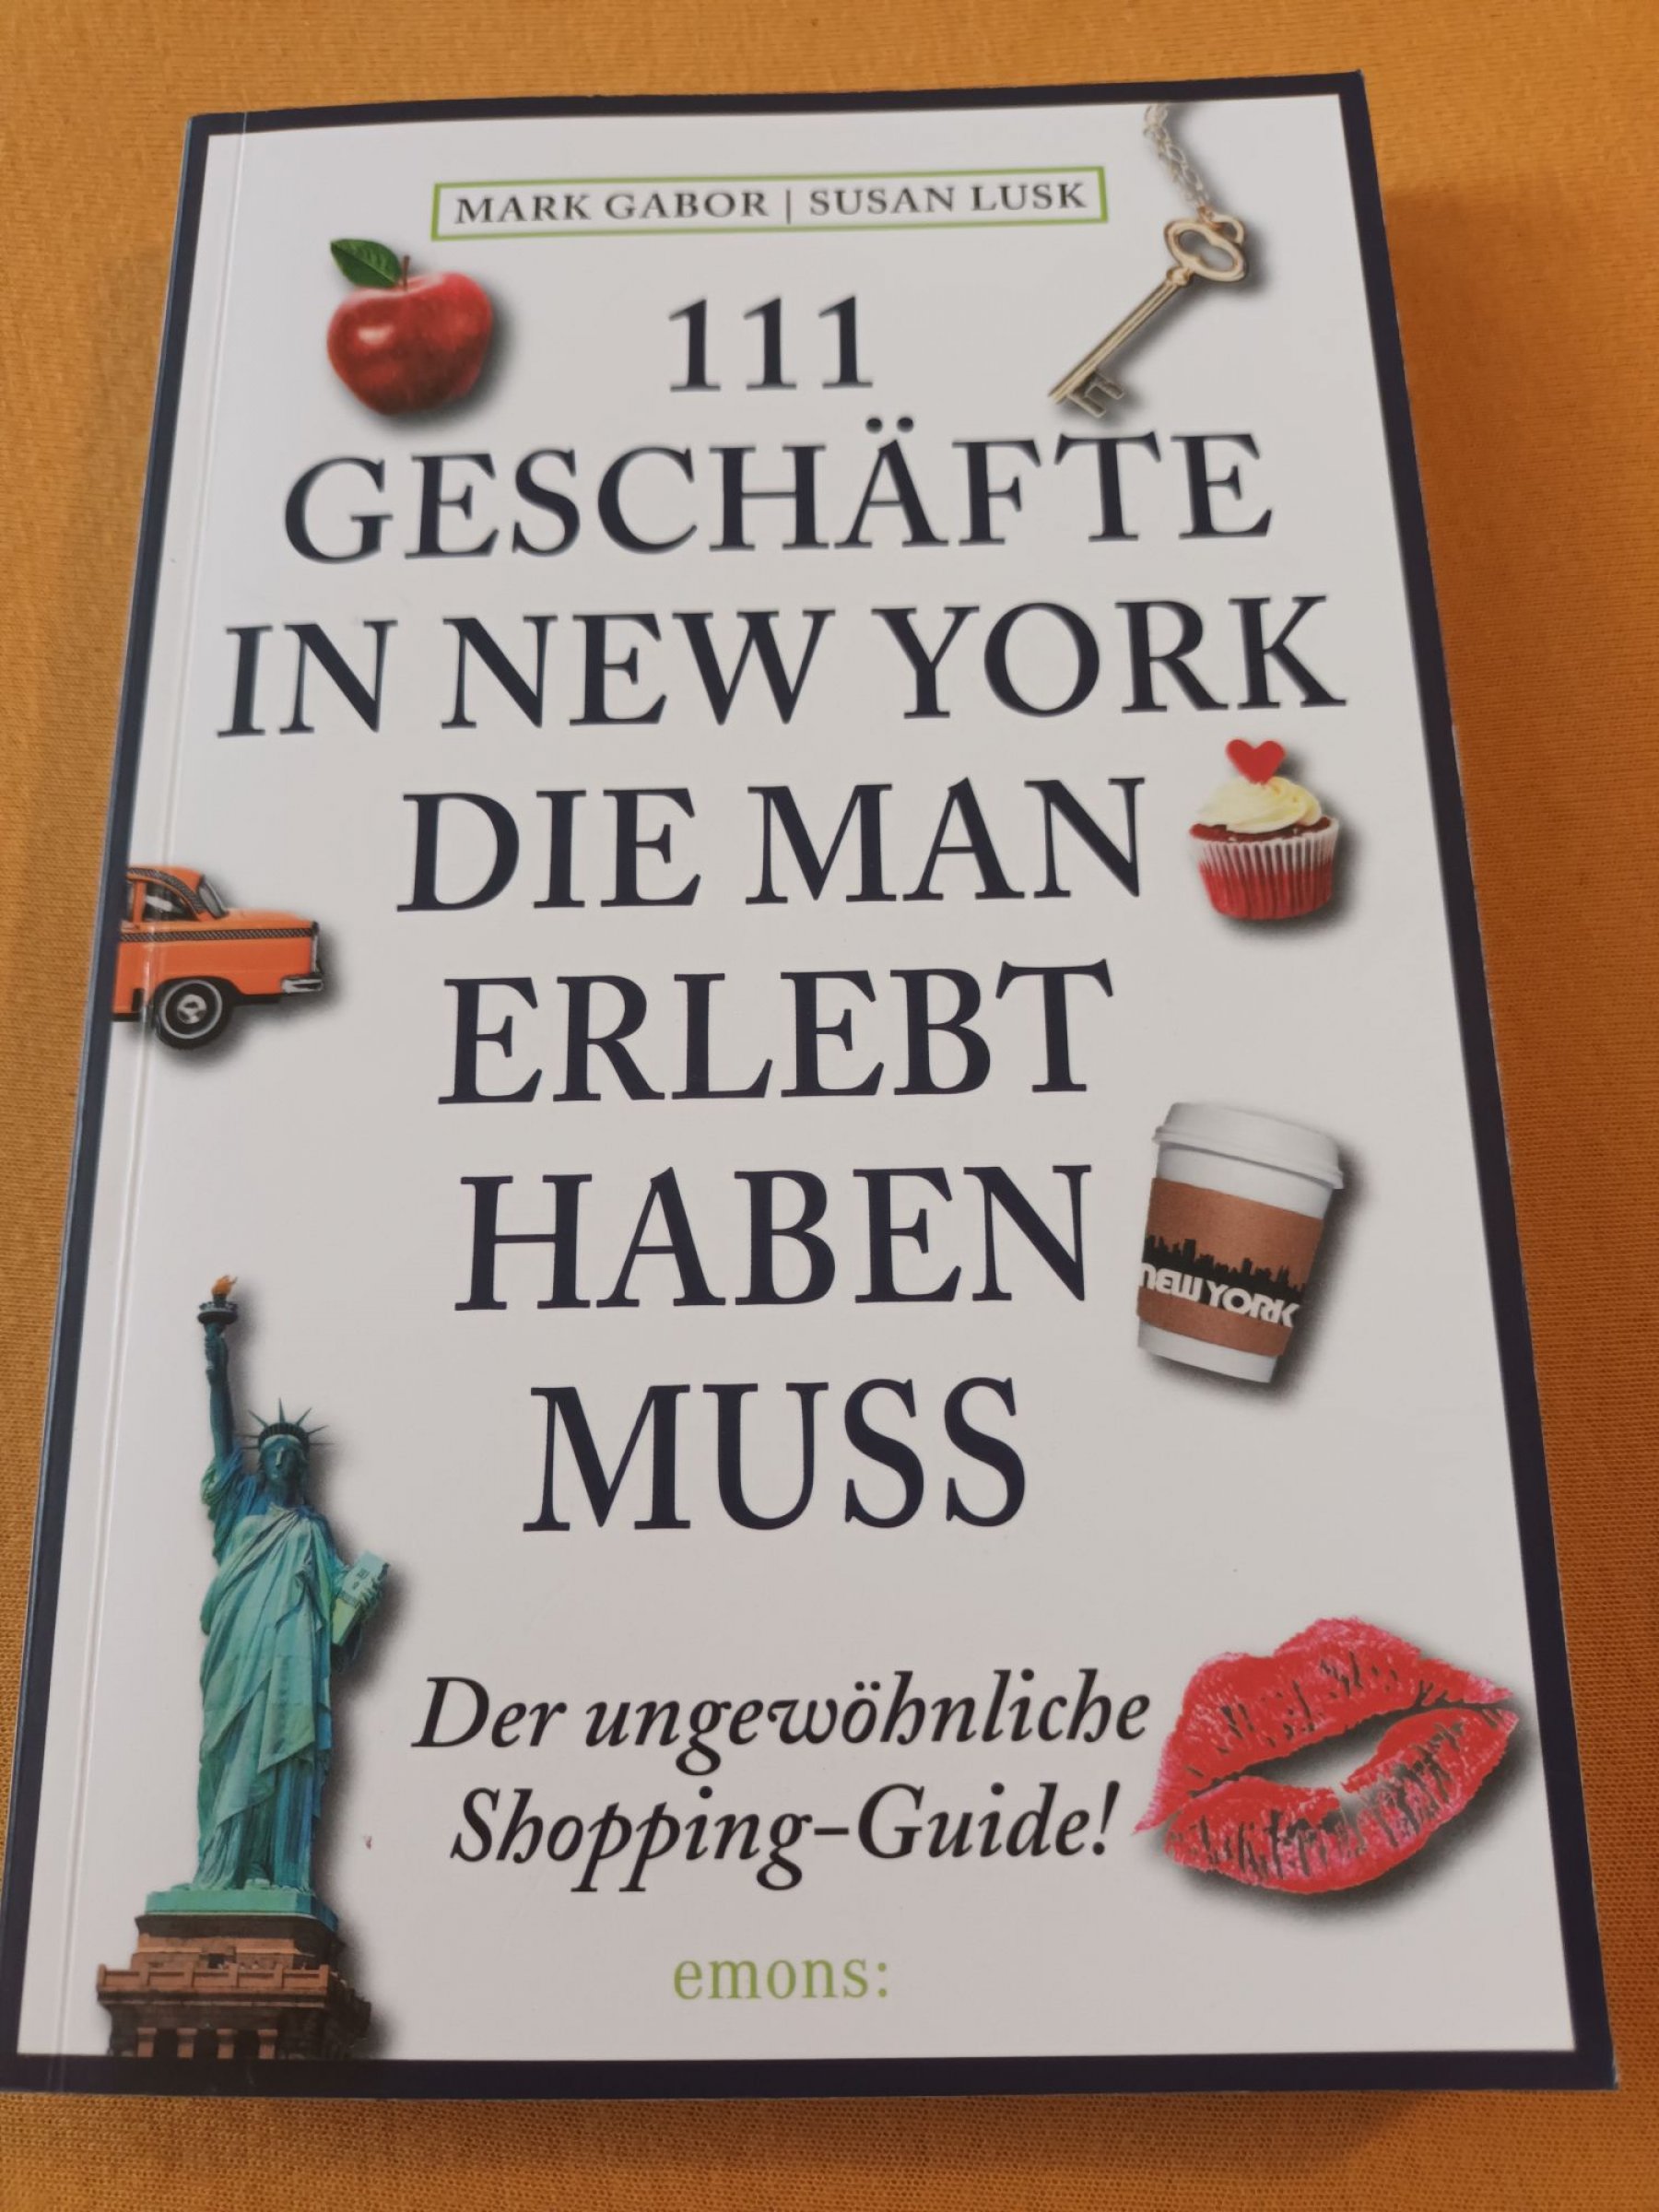 MARK GABOR | SUSAN LUSK
111
GESCHÄFTE
IN NEW YORK
DIE MAN
ERLEBT
HABEN
MUSS
NEW YORK
Der ungewöhnliche
Shopping-Guide!
emons: